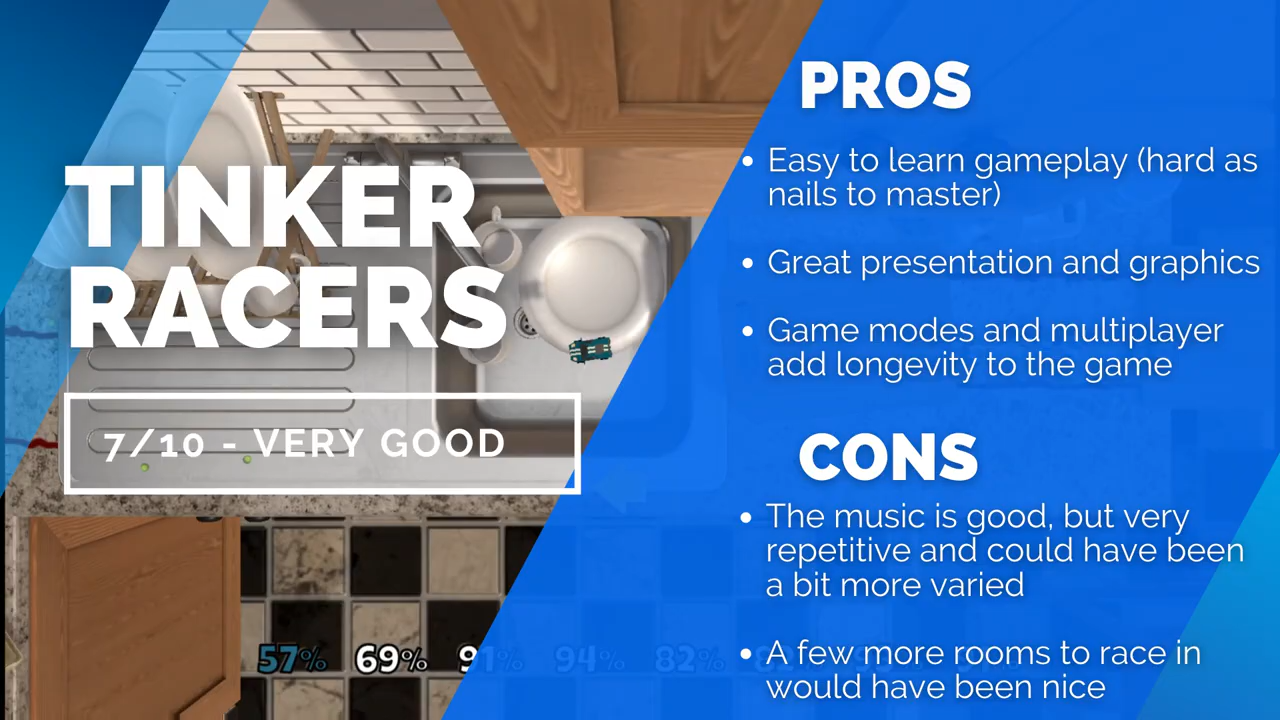 TINKER
RACERS
7/10 - VERY GOOD
57% 69% 91% 94% 82%
PROS
• Easy to learn gameplay (hard as
nails to master)
• Great presentation and graphics
• Game modes and multiplayer
add longevity to the game
CONS
• The music is good, but very
repetitive and could have been
a bit more varied
• A few more rooms to race in
would have been nice